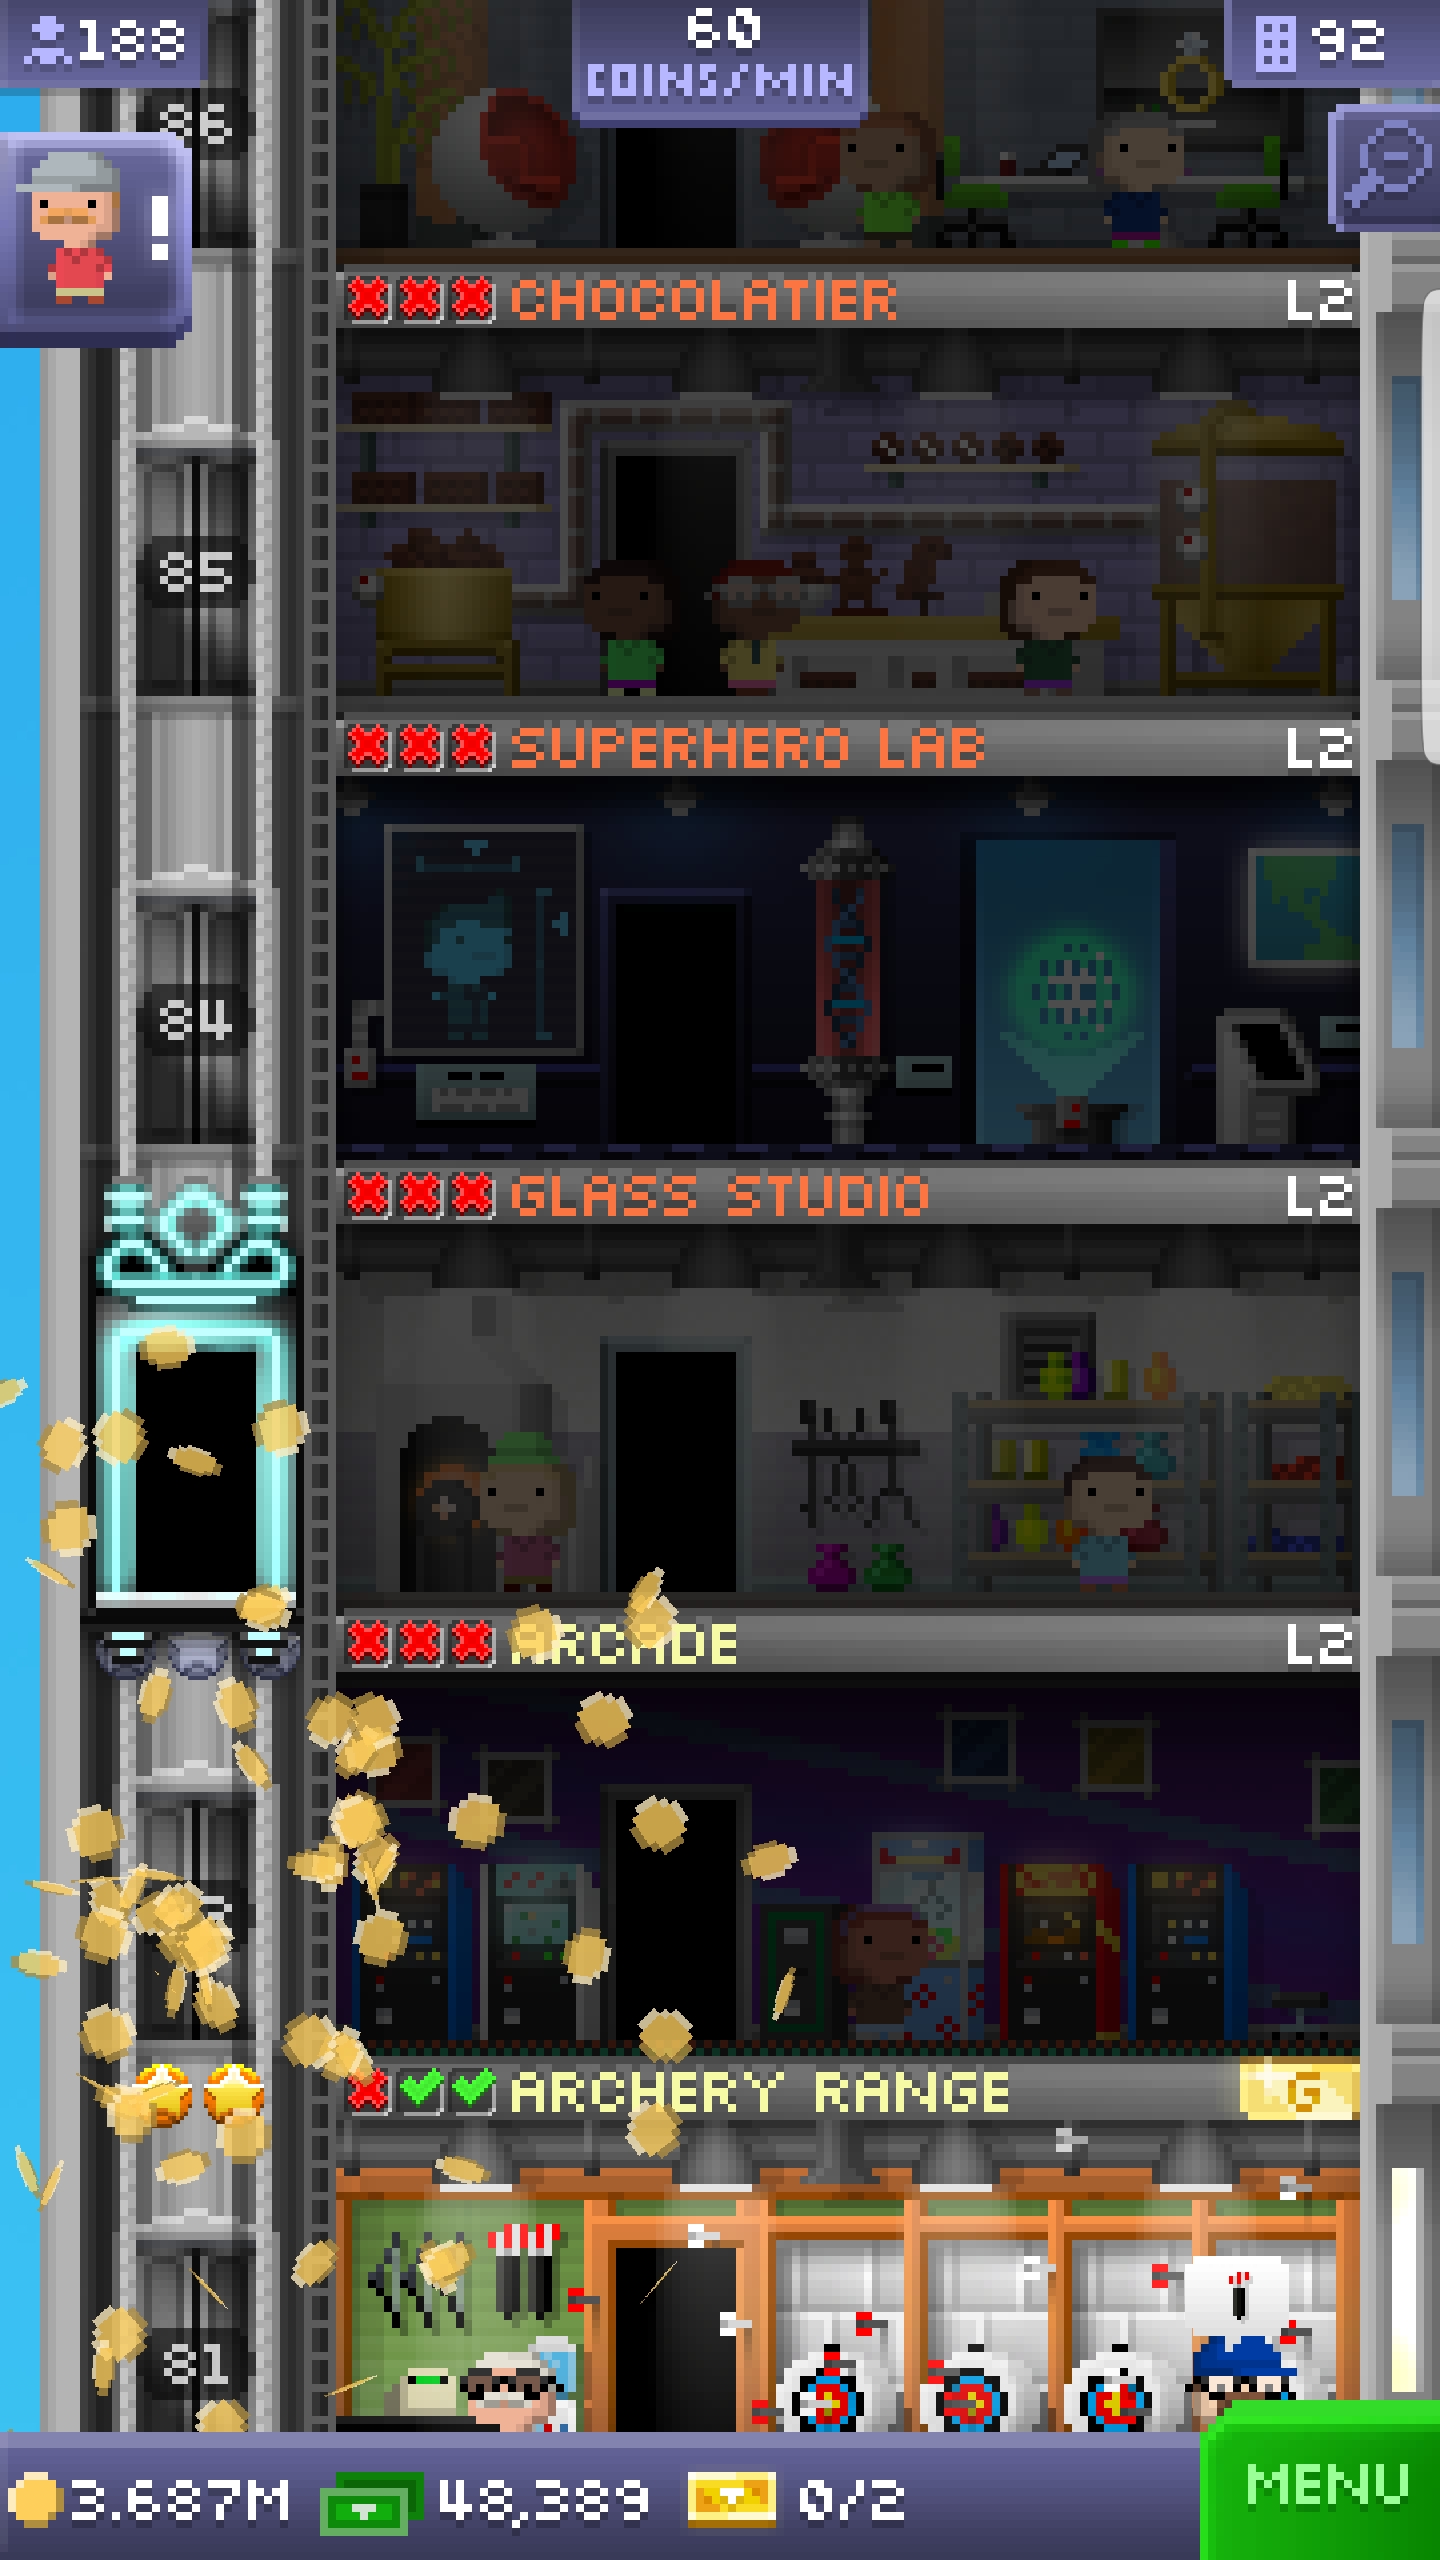 188
60
COINS/MIN
92
86
!
CHOCOLATIER L2
85
SUPERHERO LAB L2
84
GLASS STUDIO L2
ARCADE L2
ARCHERY RANGE G
81
3.687M 48,389 0/2
MENU